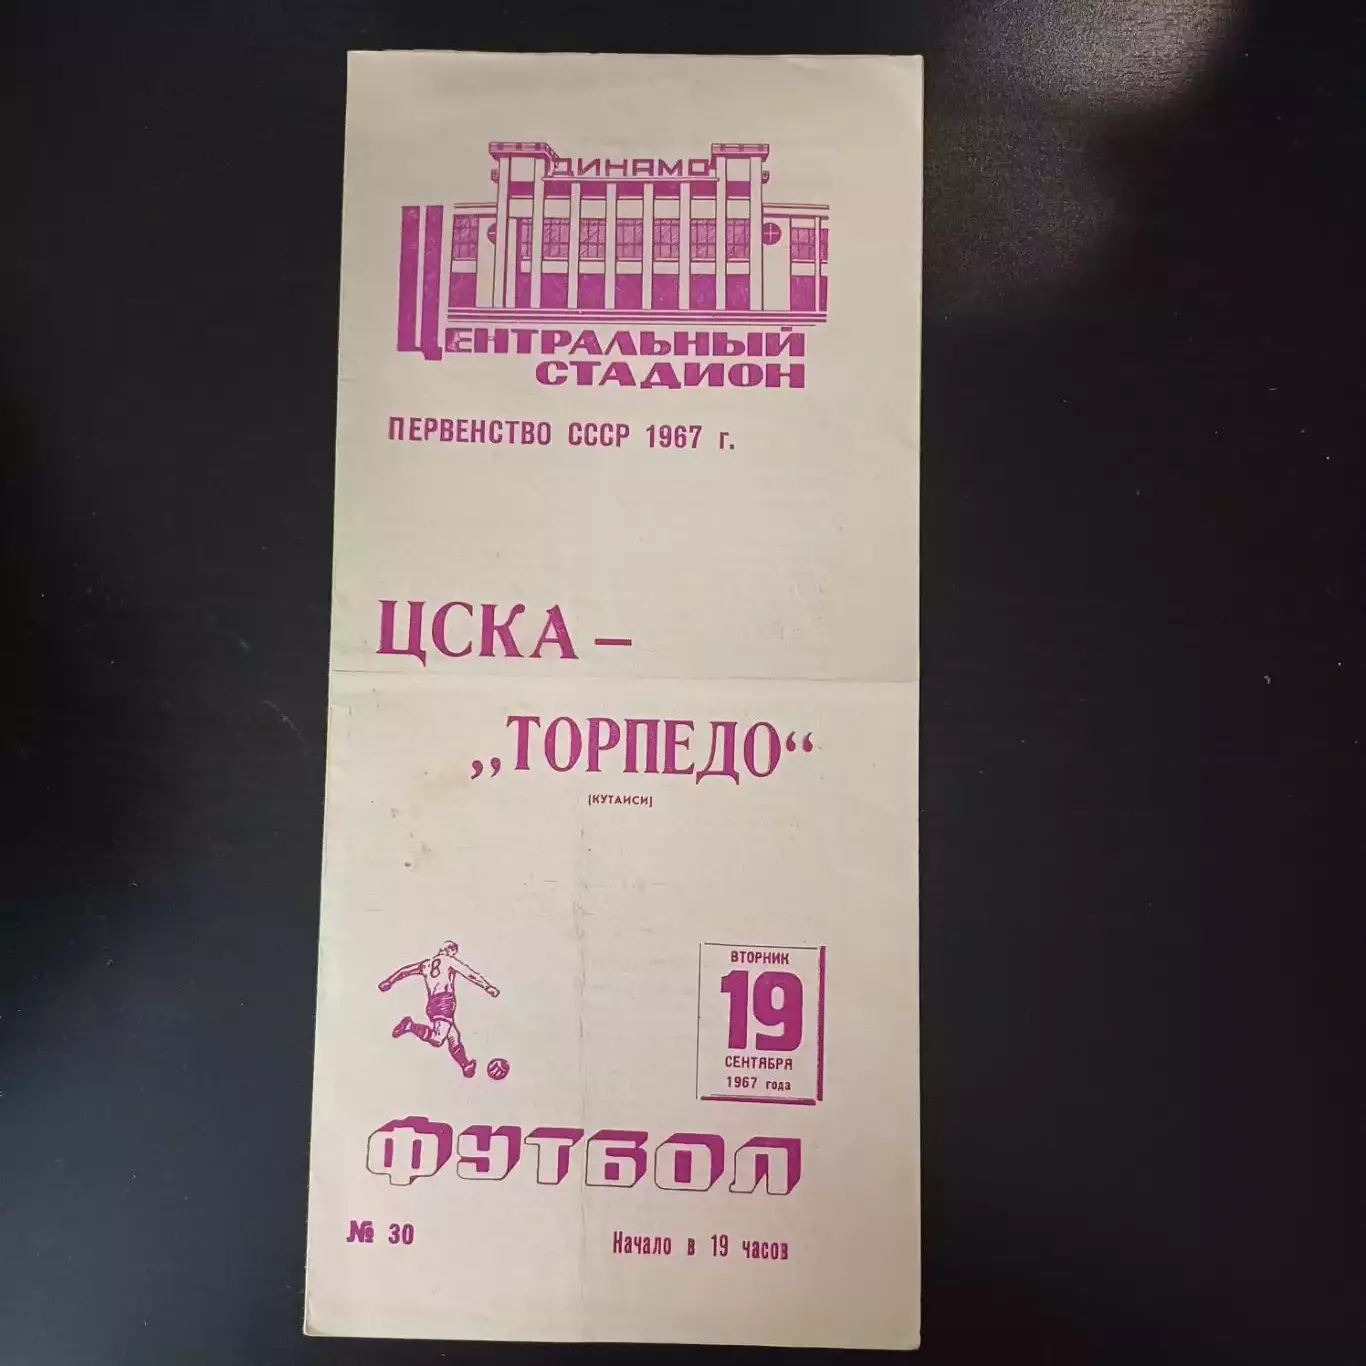 ДИНАМО
ЦЕНТРАЛЬНЫЙ
СТАДИОН
ПЕРВЕНСТВО СССР 1967 г.
ЦСКА –
„ТОРПЕДО“
(КУТАИСИ)
8
ВТОРНИК
19
СЕНТЯБРЯ
1967 года
ФУТБОЛ
№ 30
Начало в 19 часов